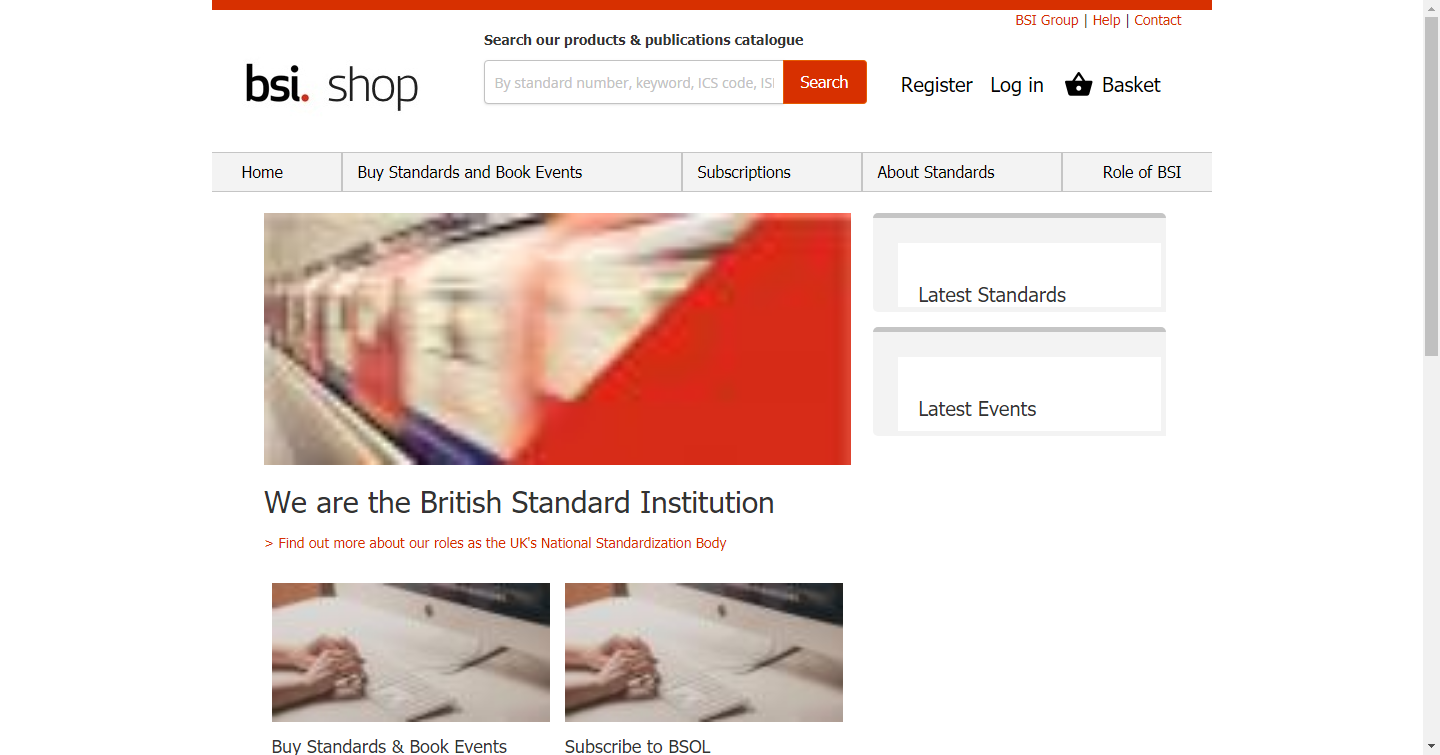 BSI Group | Help | Contact
Search our products & publications catalogue
bsi. shop
By standard number, keyword, ICS code, ISI
Search
Register
Log in
Basket
Home
Buy Standards and Book Events
Subscriptions
About Standards
Role of BSI
Latest Standards
Latest Events
We are the British Standard Institution
> Find out more about our roles as the UK's National Standardization Body
Buy Standards & Book Events
Subscribe to BSOL